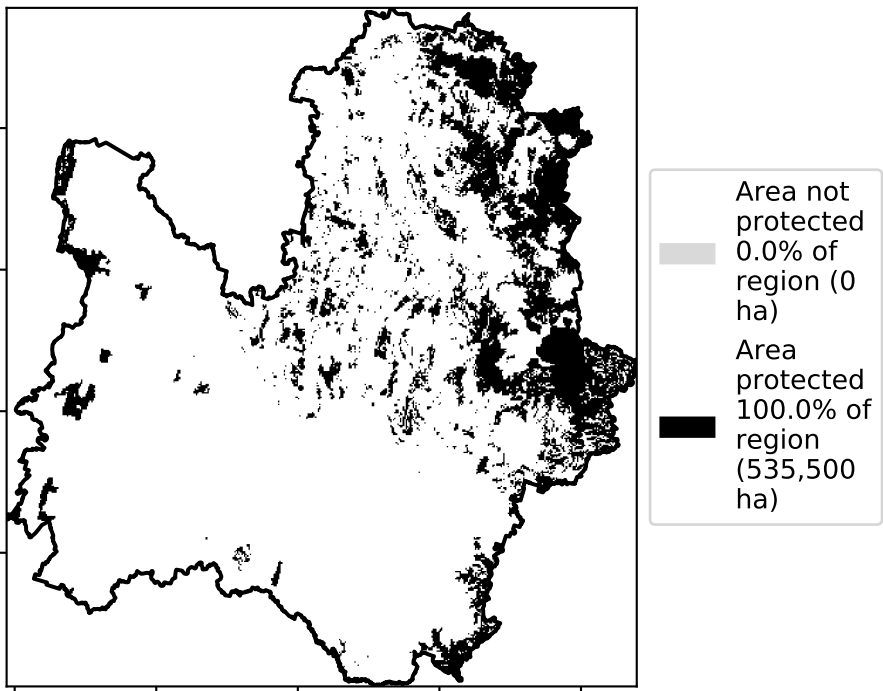 Area not
protected
0.0% of
region (0
ha)
Area
protected
100.0% of
region
(535,500
ha)